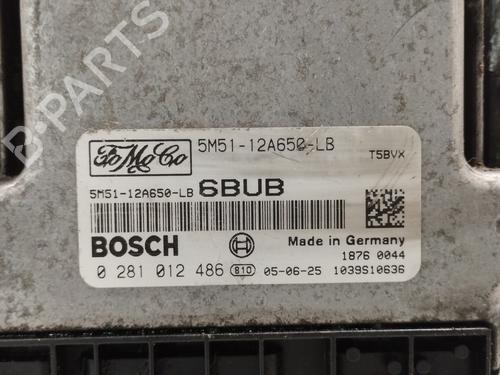 B-PARTS
FoMoCo
5M51-12A650-LB
T5BVX
5M51-12A650-LB 6BUB
BOSCH
Made in Germany
1876 0044
0 281 012 486 810 05-06-25 1039S10636